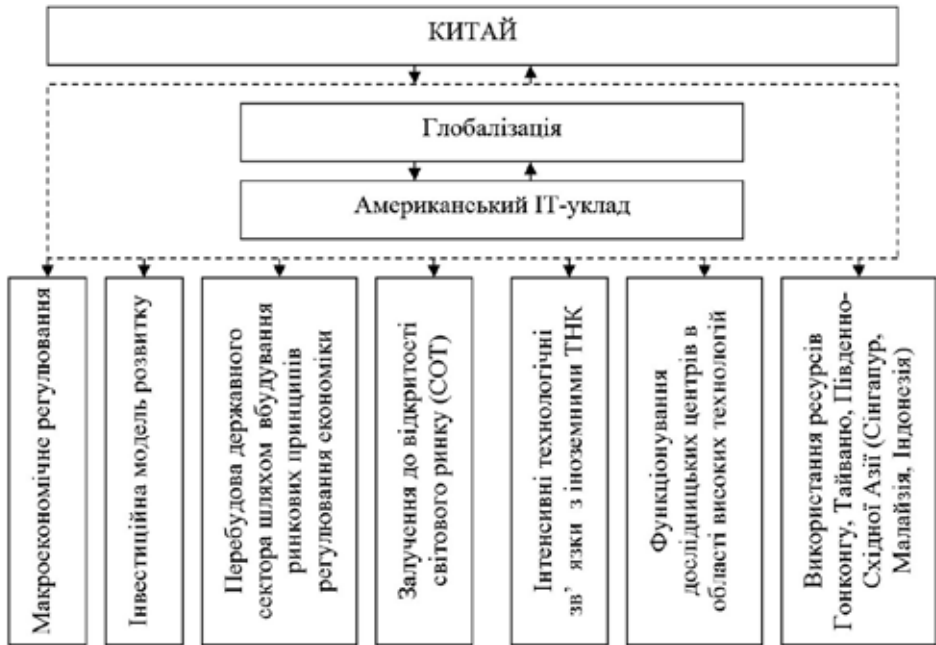 КИТАЙ
Глобалізація
Американський ІТ-уклад
Макроекономічне регулювання
Інвестиційна модель розвитку
Перебудова державного
сектора шляхом вбудування
ринкових принципів
регулювання економіки
Залучення до відкритості
світового ринку (СОТ)
Інтенсивні технологічні
зв’ язки з іноземними ТНК
Функціонування
дослідницьких центрів в
області високих технологій
Використання ресурсів
Гонконгу, Тайваню, Південно-
Східної Азії (Сінгапур,
Малайзія, Індонезія)